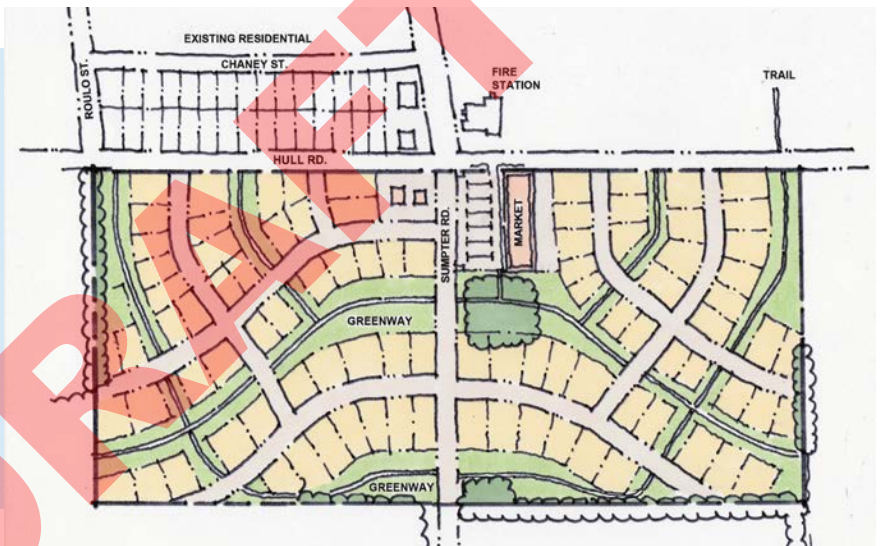 EXISTING RESIDENTIAL
CHANEY ST.
ROULO ST.
FIRE
STATION
TRAIL
HULL RD.
SUMPTER RD.
MARKET
GREENWAY
GREENWAY
DRAFT